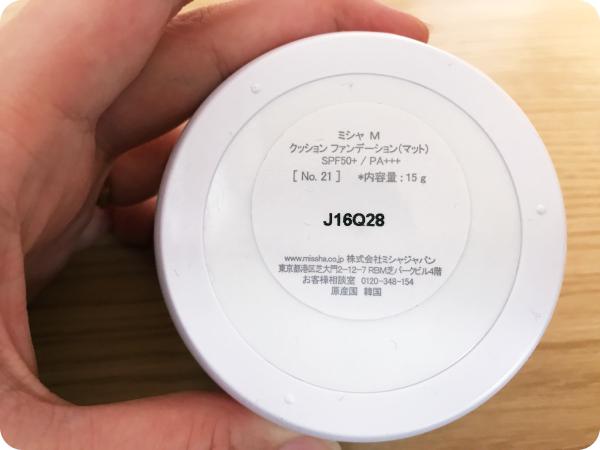 ミシャ M
クッション ファンデーション(マット)
SPF50+ / PA+++
[ No. 21 ] *内容量：15 g
J16Q28
www.missha.co.jp 株式会社ミシャジャパン
東京都港区芝大門2-12-7 RBM芝パークビル4階
お客様相談室 0120-348-154
原産国 韓国